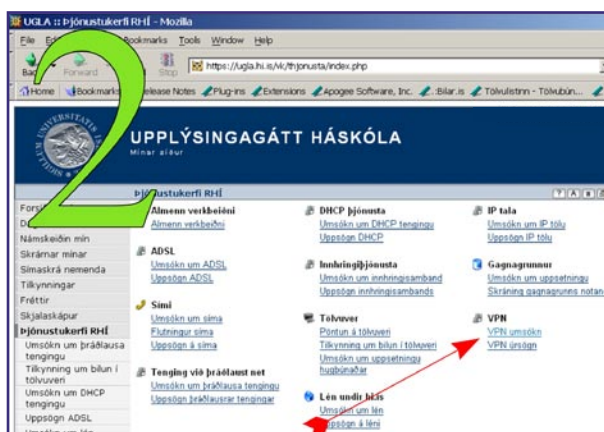 UGLA :: Þjónustukerfi RHÍ - Mozilla
File Bookmarks Tools Window Help
Back Forward Stop https://ugla.hi.is/vk/thjonusta/index.php
Home Bookmarks Release Notes Plug-ins Extensions Apogee Software, Inc. .:Bilar.is Tölvulistinn - Tölvubún...
2
UPPLÝSINGAGÁTT HÁSKÓLA
Mínar síður
Þjónustukerfi RHÍ
Námskeiðin mín
Skrárnar mínar
Símaskrá nemenda
Tilkynningar
Fréttir
Skjalaskápur
Þjónustukerfi RHÍ
Umsókn um þráðlausa
tengingu
Tilkynning um bilun í
tölvuveri
Umsókn um DHCP
tengingu
Uppsögn ADSL
Umsókn um lén
Almenn verkbeiðni
Almenn verkbeiðni
ADSL
Umsókn um ADSL
Uppsögn ADSL
Sími
Umsókn um síma
Flutningur síma
Uppsögn á síma
Tenging við þráðlaust net
Umsókn um þráðlausa tengingu
Uppsögn þráðlausrar tengingar
DHCP þjónusta
Umsókn um DHCP tengingu
Uppsögn DHCP
Innhringiþjónusta
Umsókn um innhringisamband
Uppsögn innhringisambands
Tölvuver
Pöntun á tölvuveri
Tilkynning um bilun í tölvuveri
Umsókn um uppsetningu
hugbúnaðar
Lén undir hi.is
Umsókn um lén
Uppsögn á léni
IP tala
Umsókn um IP tölu
Uppsögn IP tölu
Gagnagrunnur
Umsókn um uppsetningu
Skráning gagnagrunns notan
VPN
VPN umsókn
VPN úrsögn